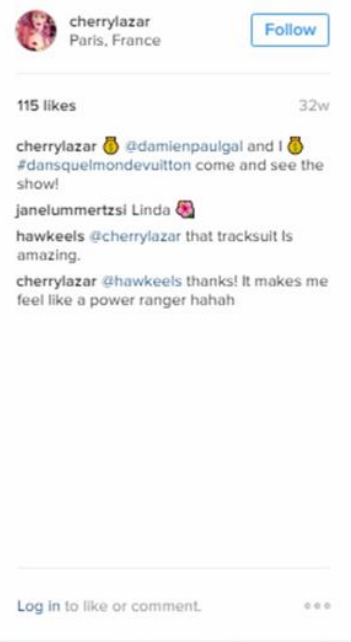 cherrylazar
Paris, France
Follow
115 likes
32w
cherrylazar 💰 @damienpaulgal and I 💰
#dansquelmondevuitton come and see the
show!
janelummertzsi Linda 🌺
hawkeels @cherrylazar that tracksuit Is
amazing.
cherrylazar @hawkeels thanks! It makes me
feel like a power ranger hahah
Log in to like or comment.